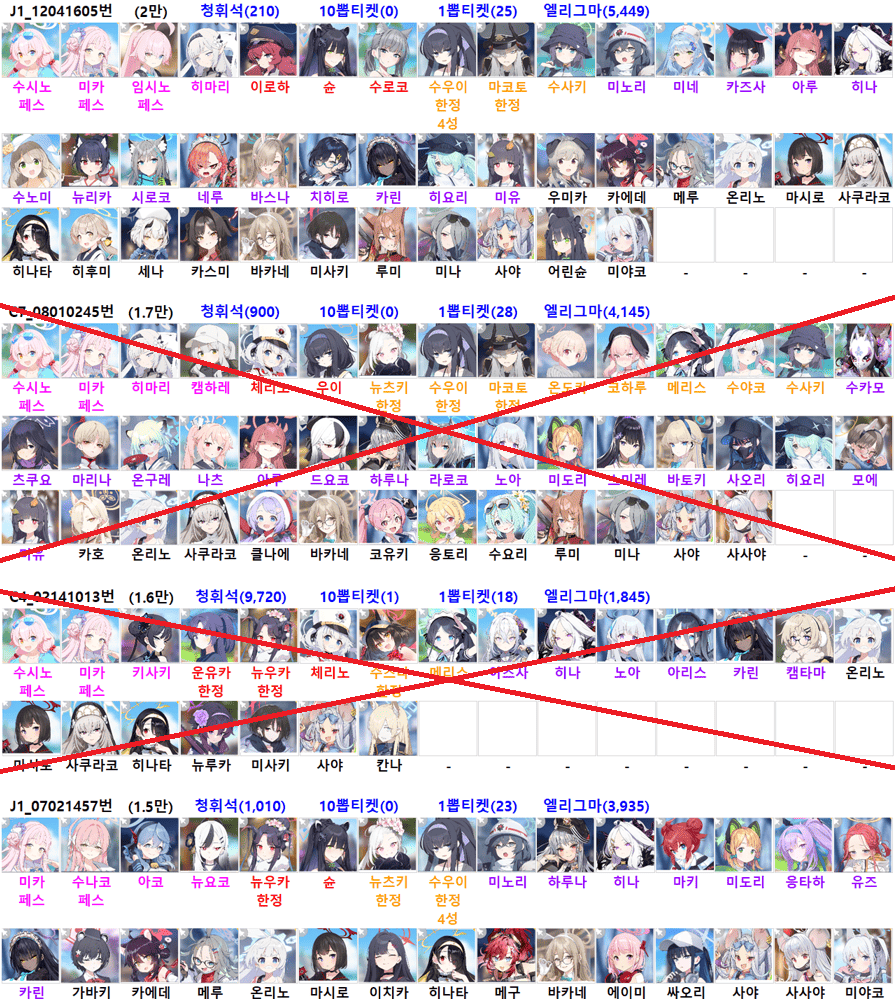 J1_12041605번 (2만) 청휘석(210) 10뽑티켓(0) 1뽑티켓(25) 엘리그마(5,449)
수시노 미카 임시노 히마리 이로하 슌 수로코 수우이 마코토 수사키 미노리 미네 카즈사 아루 히나
페스 페스 페스 한정 한정
4성
수노미 뉴리카 시로코 네루 바스나 치히로 카린 히요리 미유 우미카 카에데 메루 온리노 마시로 사쿠라코
히나타 히후미 세나 카스미 바카네 미사키 루미 미나 사야 어린슌 미야코 - - - -
C7_08010245번 (1.7만) 청휘석(900) 10뽑티켓(0) 1뽑티켓(28) 엘리그마(4,145)
수시노 미카 히마리 캠하레 체리노 우이 뉴츠키 수우이 마코토 온도카 코하루 메리스 수야코 수사키 수카모
페스 페스 한정 한정 한정
츠쿠요 마리나 온구레 나츠 아루 드요코 하루나 라로코 노아 미도리 스미레 바토키 사오리 히요리 모에
미유 카호 온리노 사쿠라코 클나에 바카네 코유키 응토리 수요리 루미 미나 사야 사사야 - -
C4_02141013번 (1.6만) 청휘석(9,720) 10뽑티켓(1) 1뽑티켓(18) 엘리그마(1,845)
수시노 미카 키사키 운유카 뉴우카 체리노 메리스 히나 노아 아리스 카린 캠타마 온리노
페스 페스 한정 한정 한정
마시로 사쿠라코 히나타 뉴루카 미사키 사야 칸나 - - - - - - - -
J1_07021457번 (1.5만) 청휘석(1,010) 10뽑티켓(0) 1뽑티켓(23) 엘리그마(3,935)
미카 수나코 아코 뉴요코 뉴우카 슌 뉴츠키 수우이 미노리 하루나 히나 마키 미도리 응타하 유즈
페스 페스 한정 한정 한정
4성
카린 가바키 카에데 메루 온리노 마시로 이치카 히나타 메구 바카네 에이미 싸오리 사야 사사야 미야코